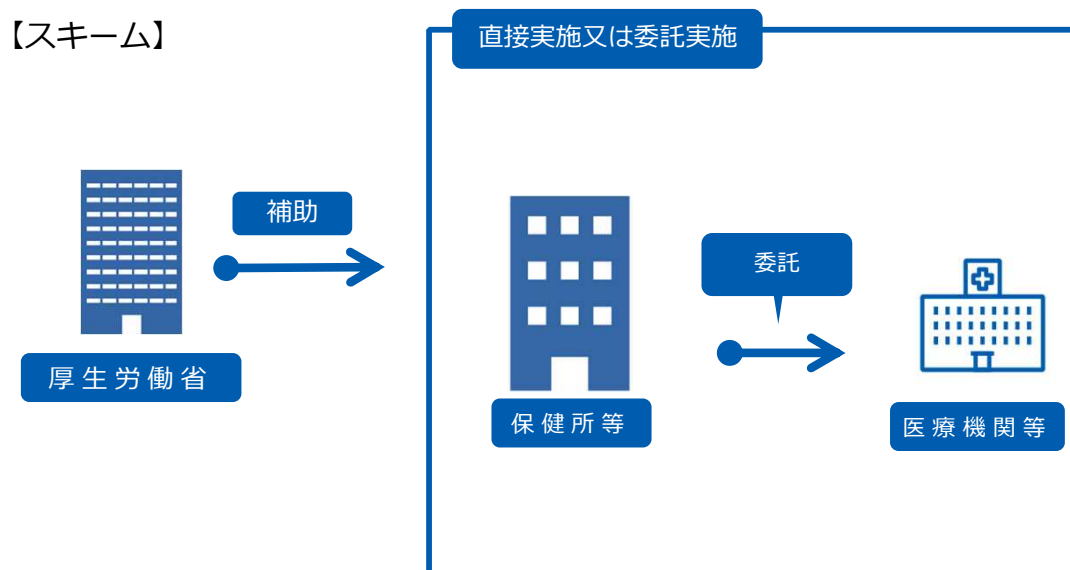 【スキーム】
直接実施又は委託実施
補助
委託
厚生労働省
保健所等
医療機関等